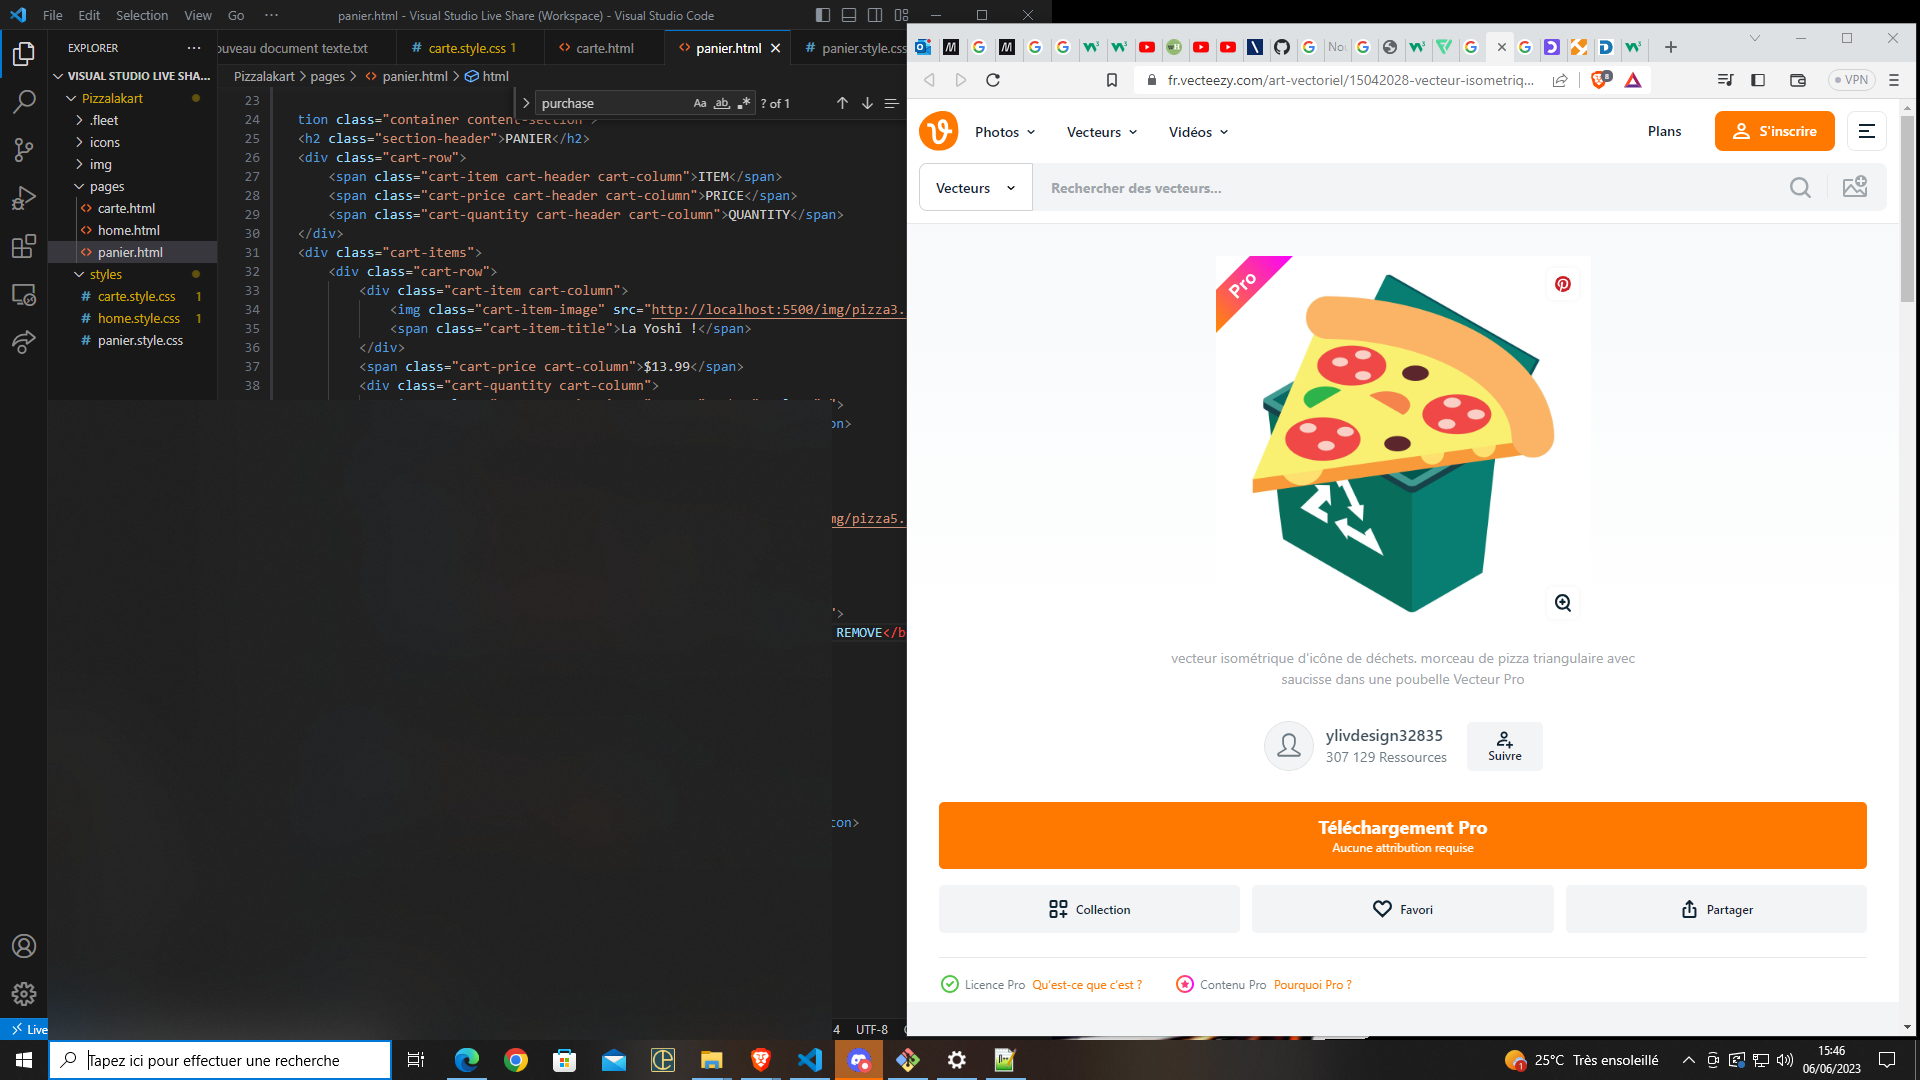 File Edit Selection View Go ··· panier.html - Visual Studio Live Share (Workspace) - Visual Studio Code
EXPLORER
VISUAL STUDIO LIVE SHA...
Pizzalakart
.fleet
icons
img
pages
carte.html
home.html
panier.html
styles
carte.style.css 1
home.style.css 1
panier.style.css
ouveau document texte.txt
carte.style.css 1
carte.html
panier.html
panier.style.css
Pizzalakart > pages > panier.html > html
purchase Aa ab ? of 1
23
24 tion class="container content-section">
25 <h2 class="section-header">PANIER</h2>
26 <div class="cart-row">
27 <span class="cart-item cart-header cart-column">ITEM</span>
28 <span class="cart-price cart-header cart-column">PRICE</span>
29 <span class="cart-quantity cart-header cart-column">QUANTITY</span>
30 </div>
31 <div class="cart-items">
32 <div class="cart-row">
33 <div class="cart-item cart-column">
34 <img class="cart-item-image" src="http://localhost:5500/img/pizza3.
35 <span class="cart-item-title">La Yoshi !</span>
36 </div>
37 <span class="cart-price cart-column">$13.99</span>
38 <div class="cart-quantity cart-column">
on>
mg/pizza5.
">
REMOVE</b
con>
Live
4 UTF-8
fr.vecteezy.com/art-vectoriel/15042028-vecteur-isometriq...
8
VPN
Photos
Vecteurs
Vidéos
Plans
S'inscrire
Vecteurs
Rechercher des vecteurs...
Pro
vecteur isométrique d'icône de déchets. morceau de pizza triangulaire avec
saucisse dans une poubelle Vecteur Pro
ylivdesign32835
307 129 Ressources
Suivre
Téléchargement Pro
Aucune attribution requise
Collection
Favori
Partager
Licence Pro Qu'est-ce que c'est ?
Contenu Pro Pourquoi Pro ?
Tapez ici pour effectuer une recherche
1
25°C Très ensoleillé
15:46
06/06/2023